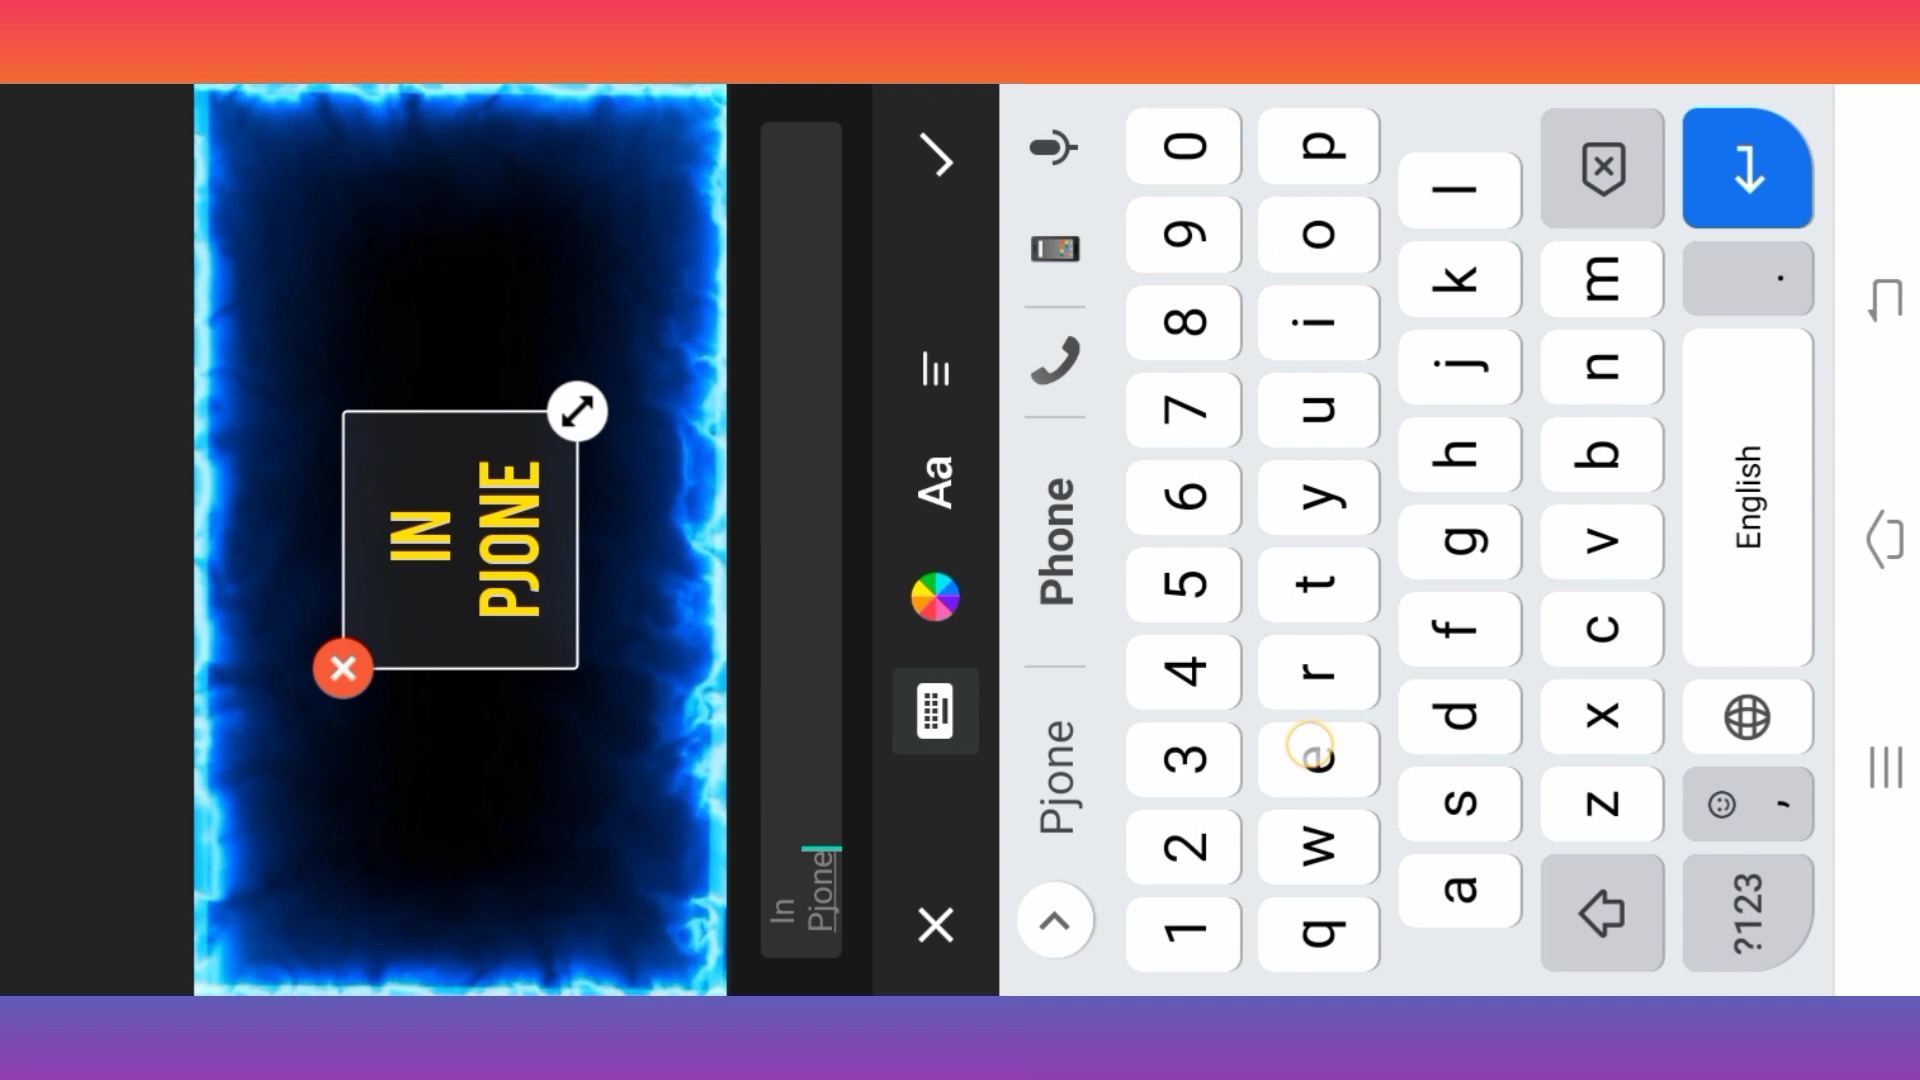 IN
PJONE
In
Pjone
Aa
Pjone
Phone
1 2 3 4 5 6 7 8 9 0
q w e r t y u i o p
a s d f g h j k l
z x c v b n m
?123 , English .